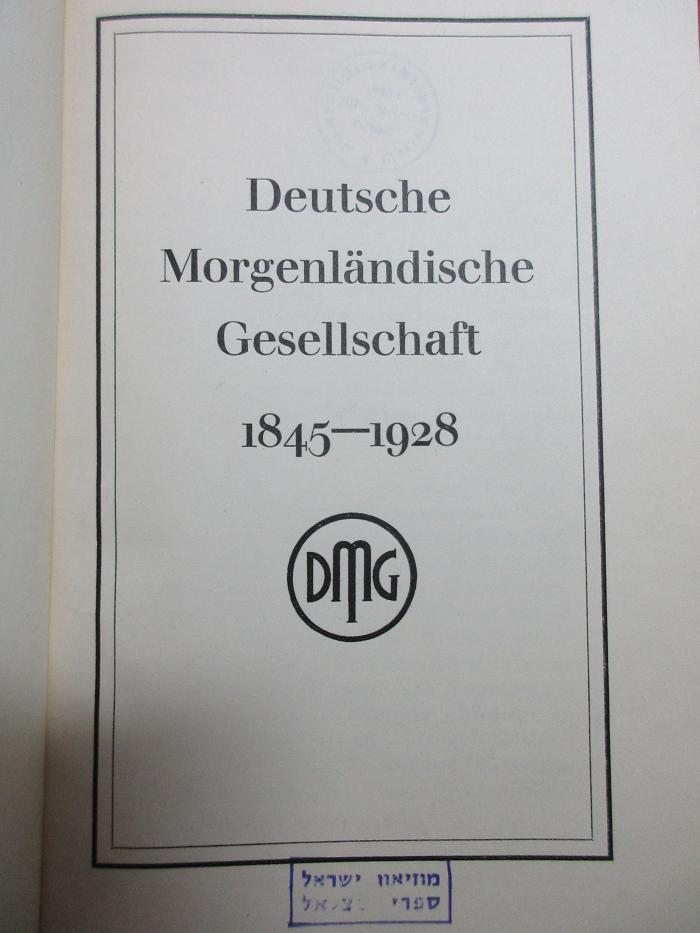 Deutsche
Morgenländische
Gesellschaft
1845—1928
DMG
מוזיאון ישראל
ספרי בצלאל